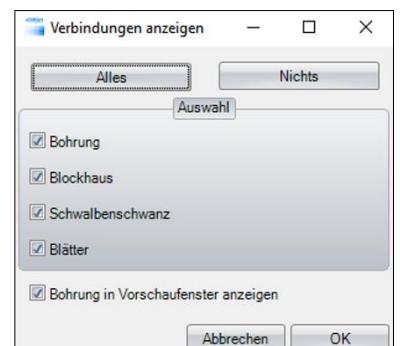 Verbindungen anzeigen
Alles Nichts
Auswahl
Bohrung
Blockhaus
Schwalbenschwanz
Blätter
Bohrung in Vorschaufenster anzeigen
Abbrechen OK